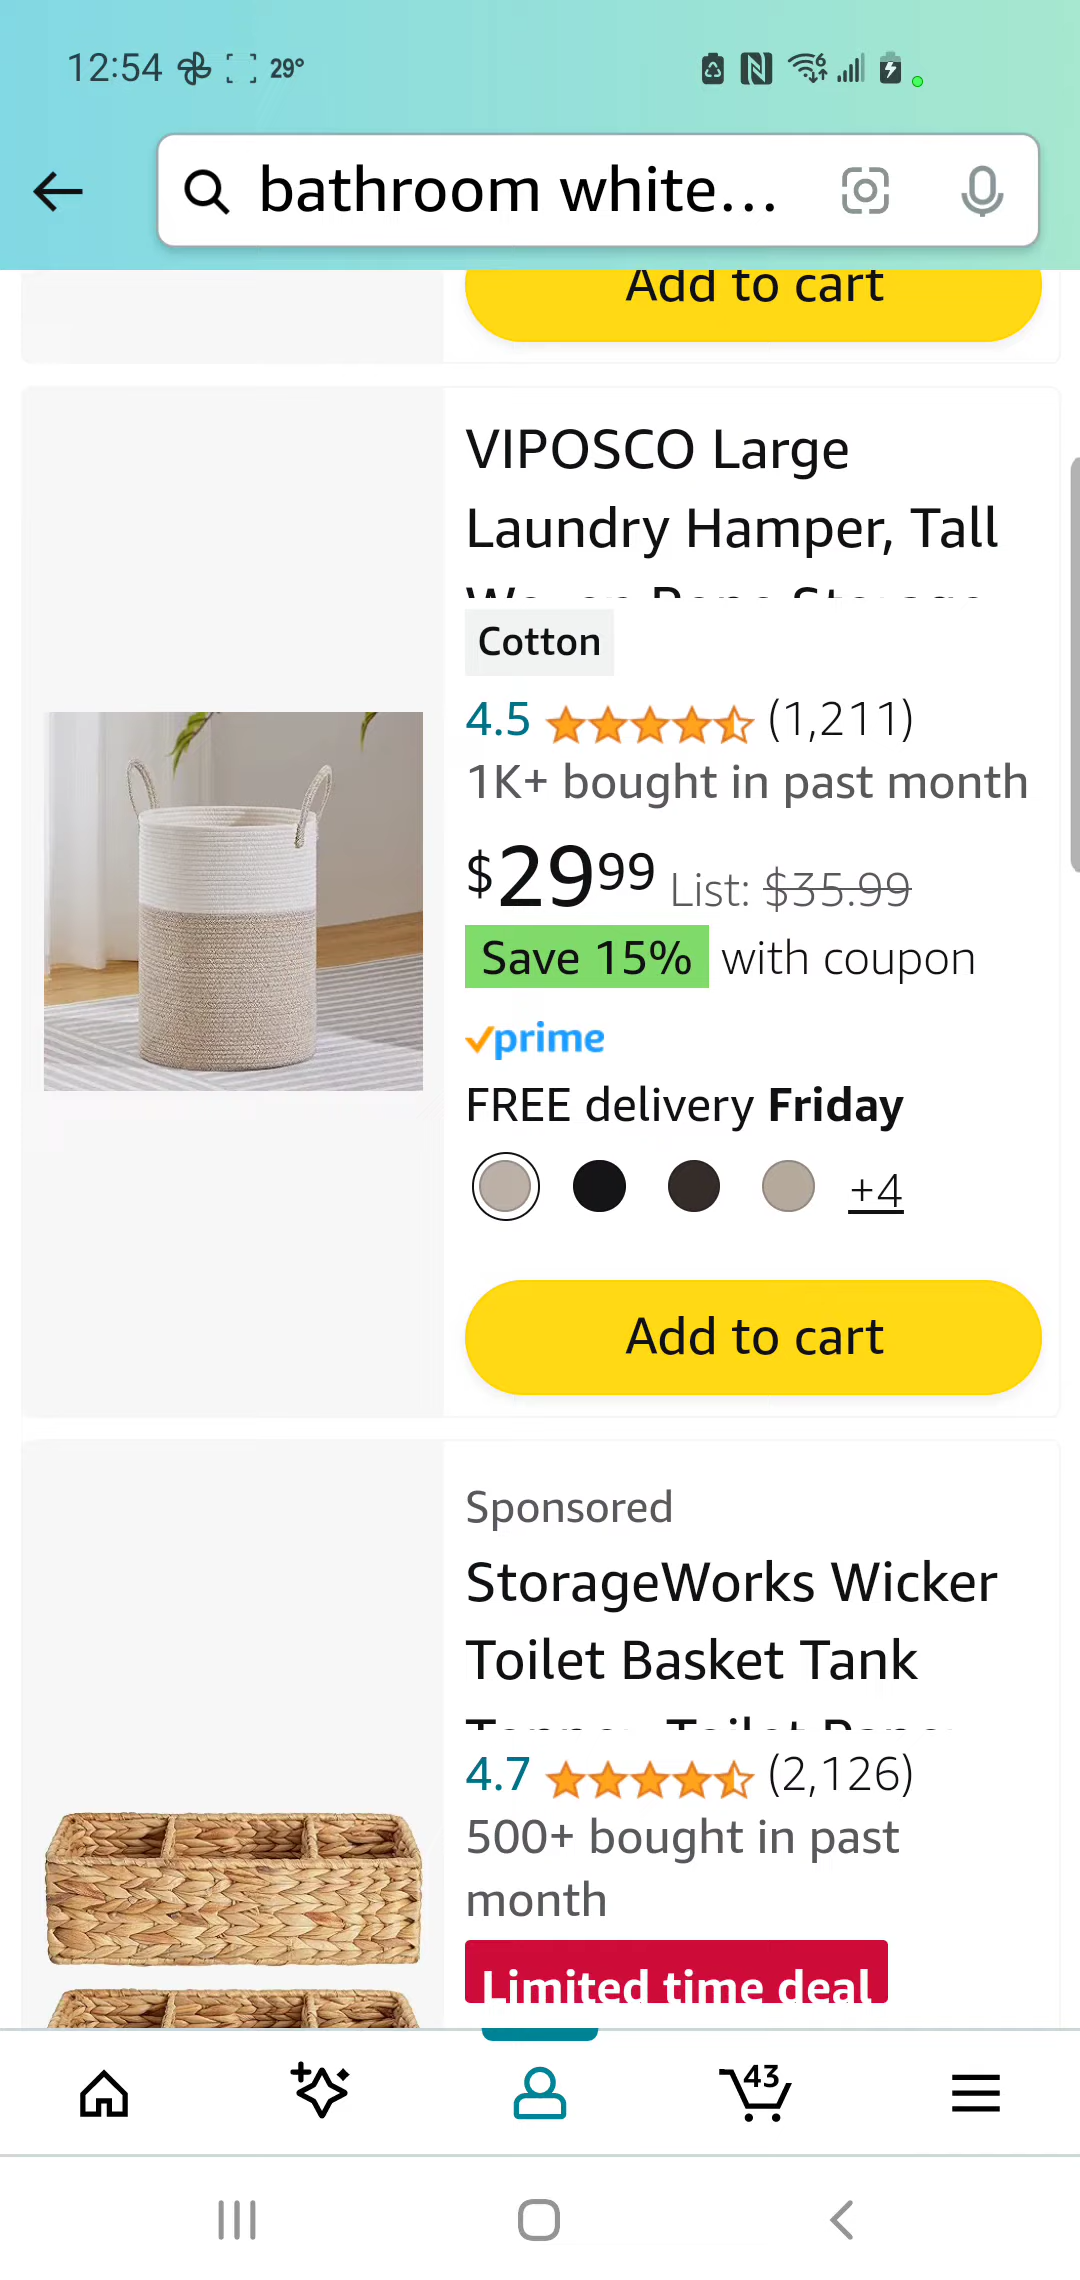 12:54 29°
bathroom white...
Add to cart
VIPOSCO Large
Laundry Hamper, Tall
Cotton
4.5 (1,211)
1K+ bought in past month
$29.99 List: $35.99
Save 15% with coupon
prime
FREE delivery Friday
+4
Add to cart
Sponsored
StorageWorks Wicker
Toilet Basket Tank
4.7 (2,126)
500+ bought in past
month
Limited time deal
43